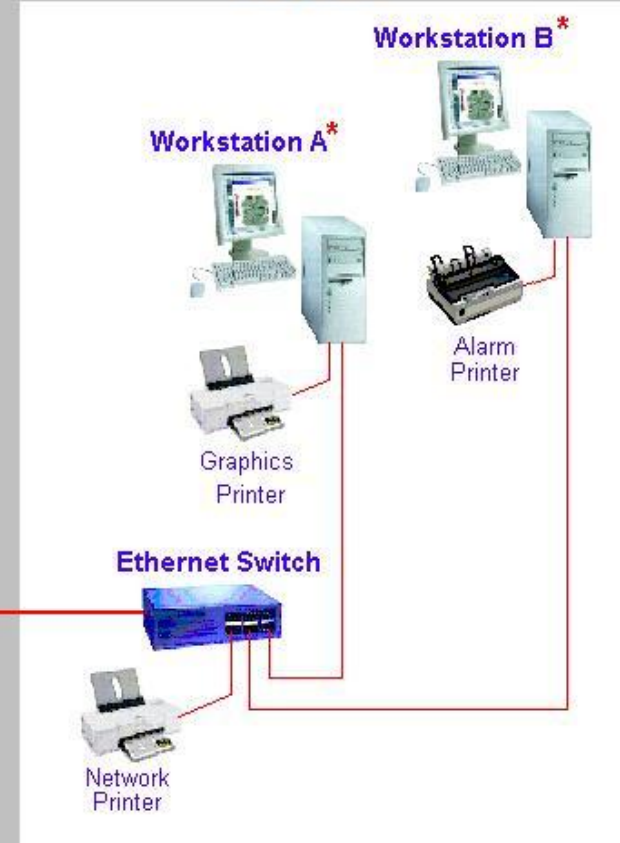 Workstation B*
Workstation A*
Alarm
Printer
Graphics
Printer
Ethernet Switch
Network
Printer